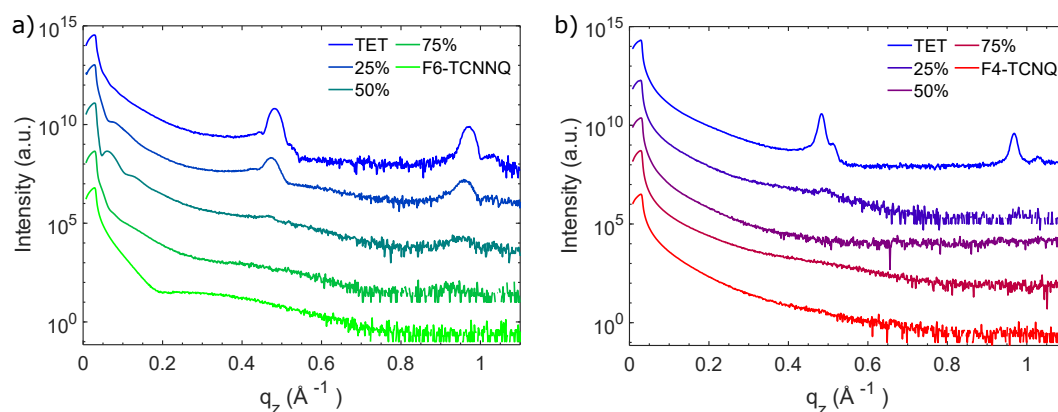 a)
10^15
10^10
10^5
10^0
Intensity (a.u.)
TET
25%
50%
75%
F6-TCNNQ
0 0.2 0.4 0.6 0.8 1
q_z (Å^-1)
b)
10^15
10^10
10^5
10^0
Intensity (a.u.)
TET
25%
50%
75%
F4-TCNQ
0 0.2 0.4 0.6 0.8 1
q_z (Å^-1)